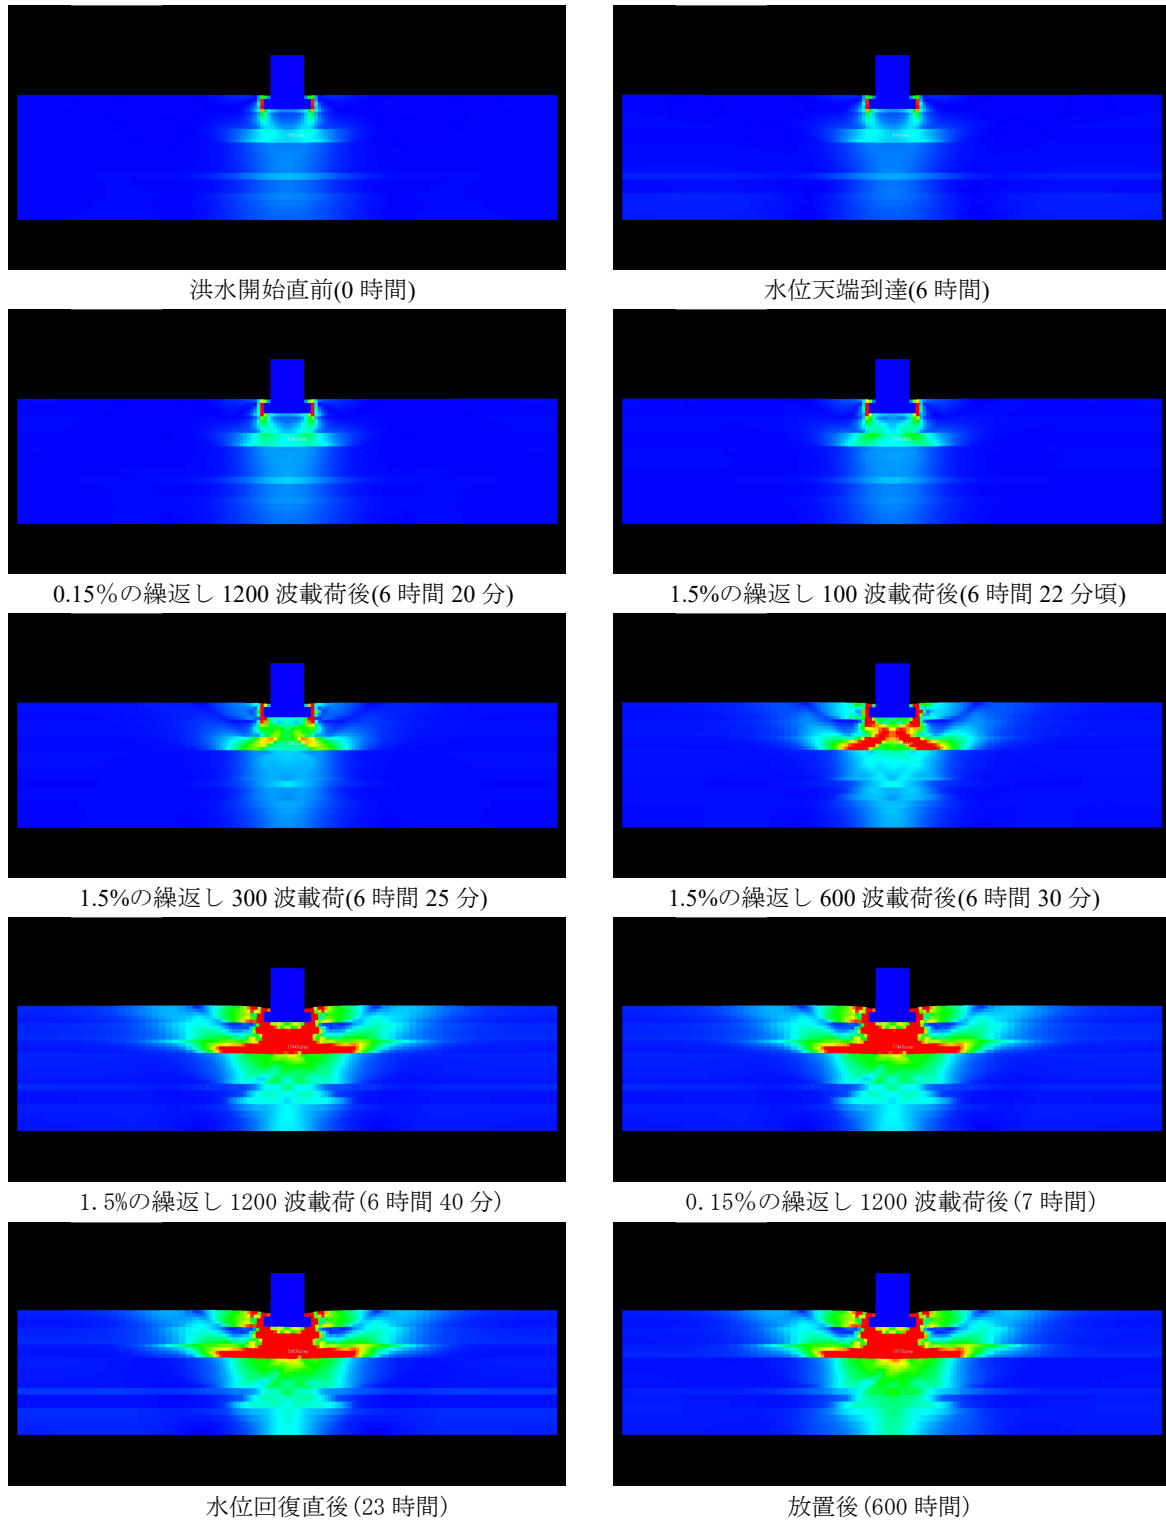 洪水開始直前(0 時間)
水位天端到達(6 時間)
0.15%の繰返し 1200 波載荷後(6 時間 20 分)
1.5%の繰返し 100 波載荷後(6 時間 22 分頃)
1.5%の繰返し 300 波載荷(6 時間 25 分)
1.5%の繰返し 600 波載荷後(6 時間 30 分)
1.5%の繰返し 1200 波載荷(6 時間 40 分)
0.15%の繰返し 1200 波載荷後(7 時間)
水位回復直後(23 時間)
放置後(600 時間)